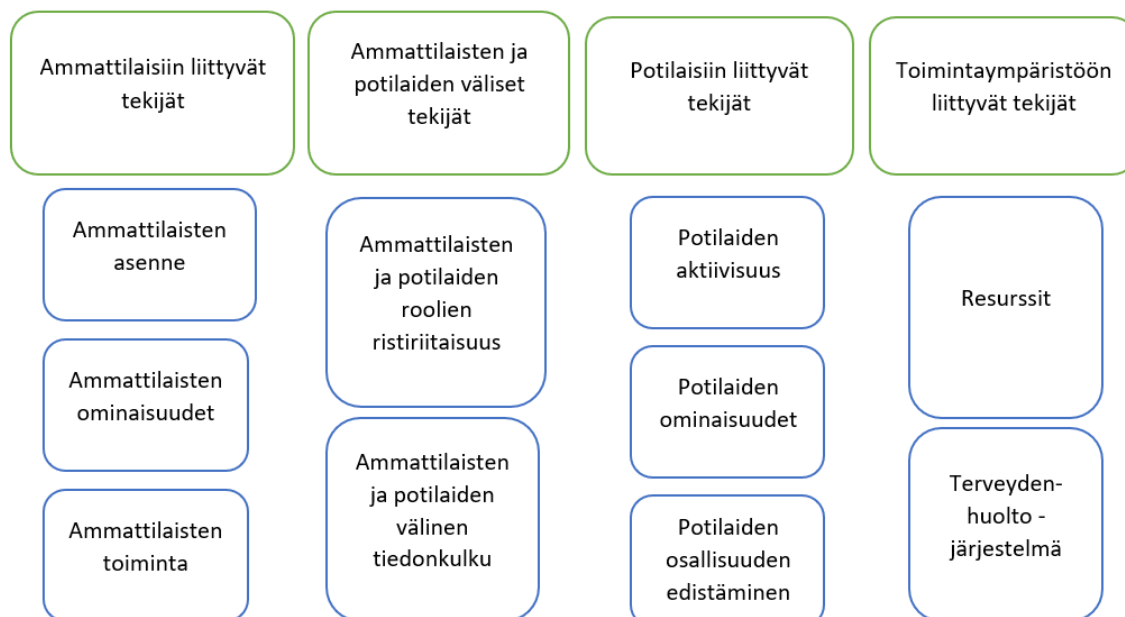 Ammattilaisiin liittyvät
tekijät
Ammattilaisten ja
potilaiden väliset
tekijät
Potilaisiin liittyvät
tekijät
Toimintaympäristöön
liittyvät tekijät
Ammattilaisten
asenne
Ammattilaisten
ominaisuudet
Ammattilaisten
toiminta
Ammattilaisten
ja potilaiden
roolien
ristiriitaisuus
Ammattilaisten
ja potilaiden
välinen
tiedonkulku
Potilaiden
aktiivisuus
Potilaiden
ominaisuudet
Potilaiden
osallisuuden
edistäminen
Resurssit
Terveyden-
huolto -
järjestelmä